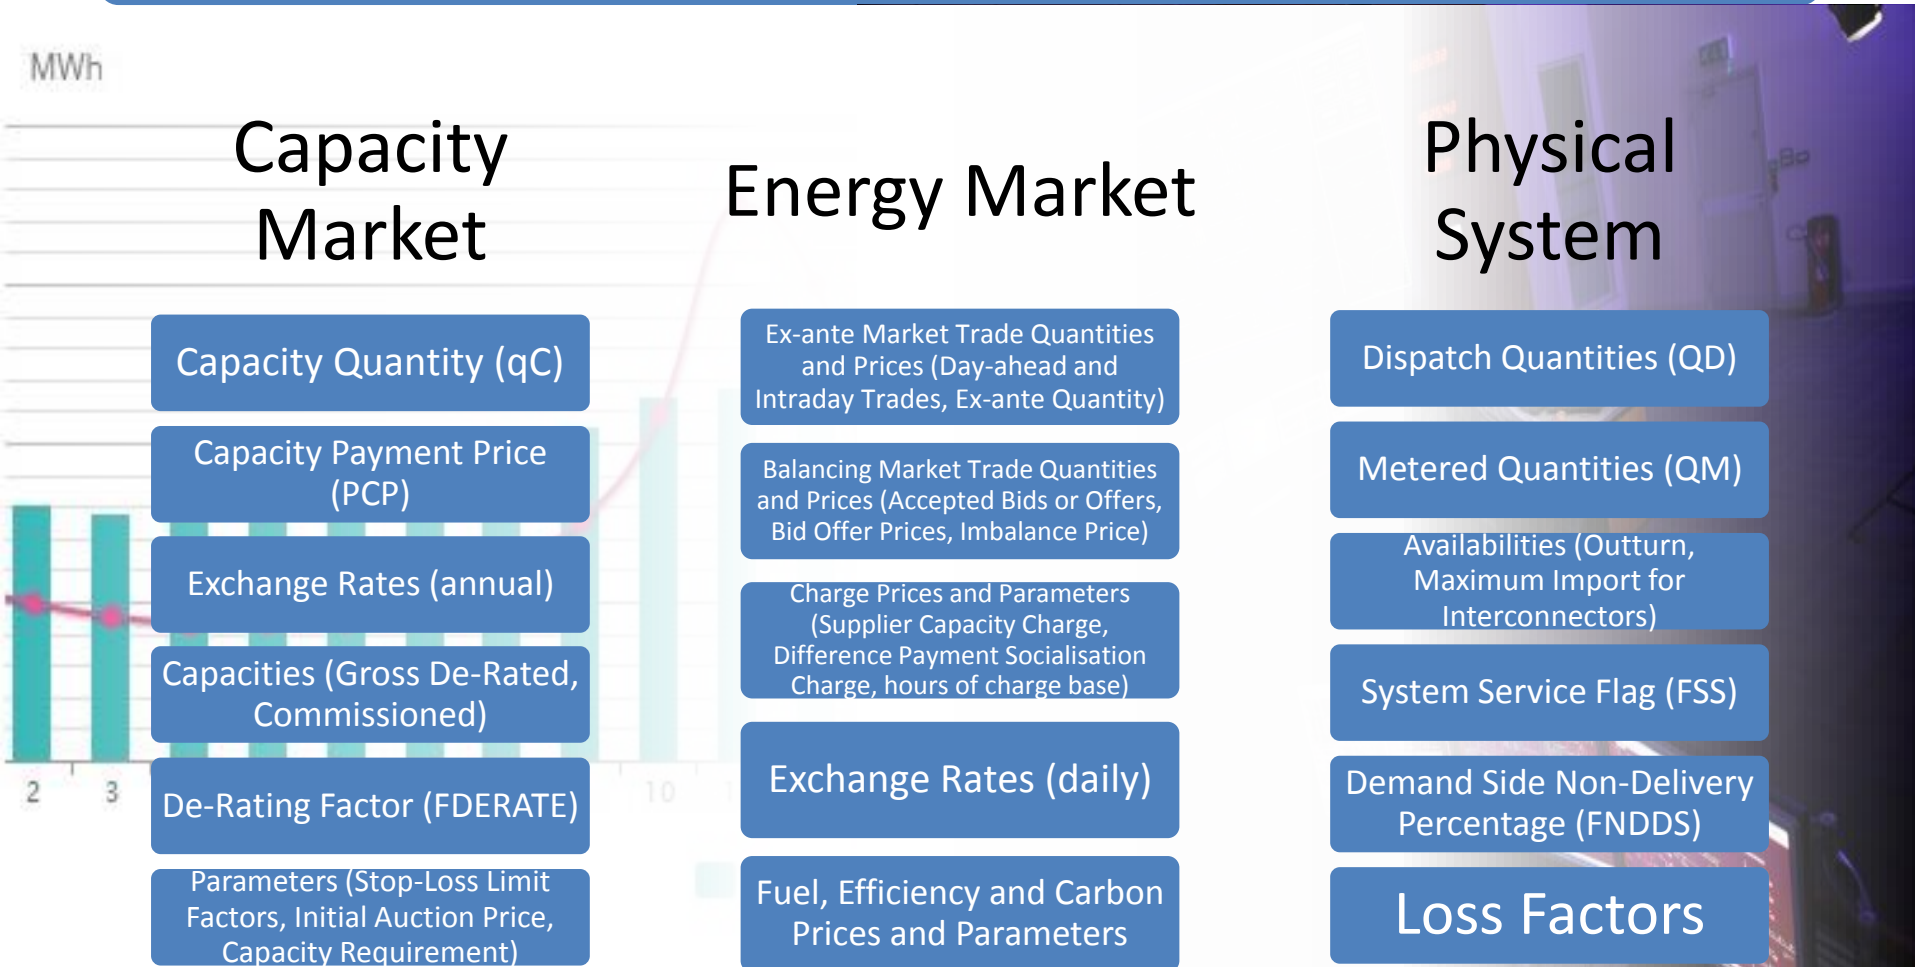 MWh
Capacity
Market
Capacity Quantity (qC)
Capacity Payment Price
(PCP)
Exchange Rates (annual)
Capacities (Gross De-Rated,
Commissioned)
De-Rating Factor (FDERATE)
Parameters (Stop-Loss Limit
Factors, Initial Auction Price,
Capacity Requirement)
Energy Market
Ex-ante Market Trade Quantities
and Prices (Day-ahead and
Intraday Trades, Ex-ante Quantity)
Balancing Market Trade Quantities
and Prices (Accepted Bids or Offers,
Bid Offer Prices, Imbalance Price)
Charge Prices and Parameters
(Supplier Capacity Charge,
Difference Payment Socialisation
Charge, hours of charge base)
Exchange Rates (daily)
Fuel, Efficiency and Carbon
Prices and Parameters
Physical
System
Dispatch Quantities (QD)
Metered Quantities (QM)
Availabilities (Outturn,
Maximum Import for
Interconnectors)
System Service Flag (FSS)
Demand Side Non-Delivery
Percentage (FNDDS)
Loss Factors
2 3 10